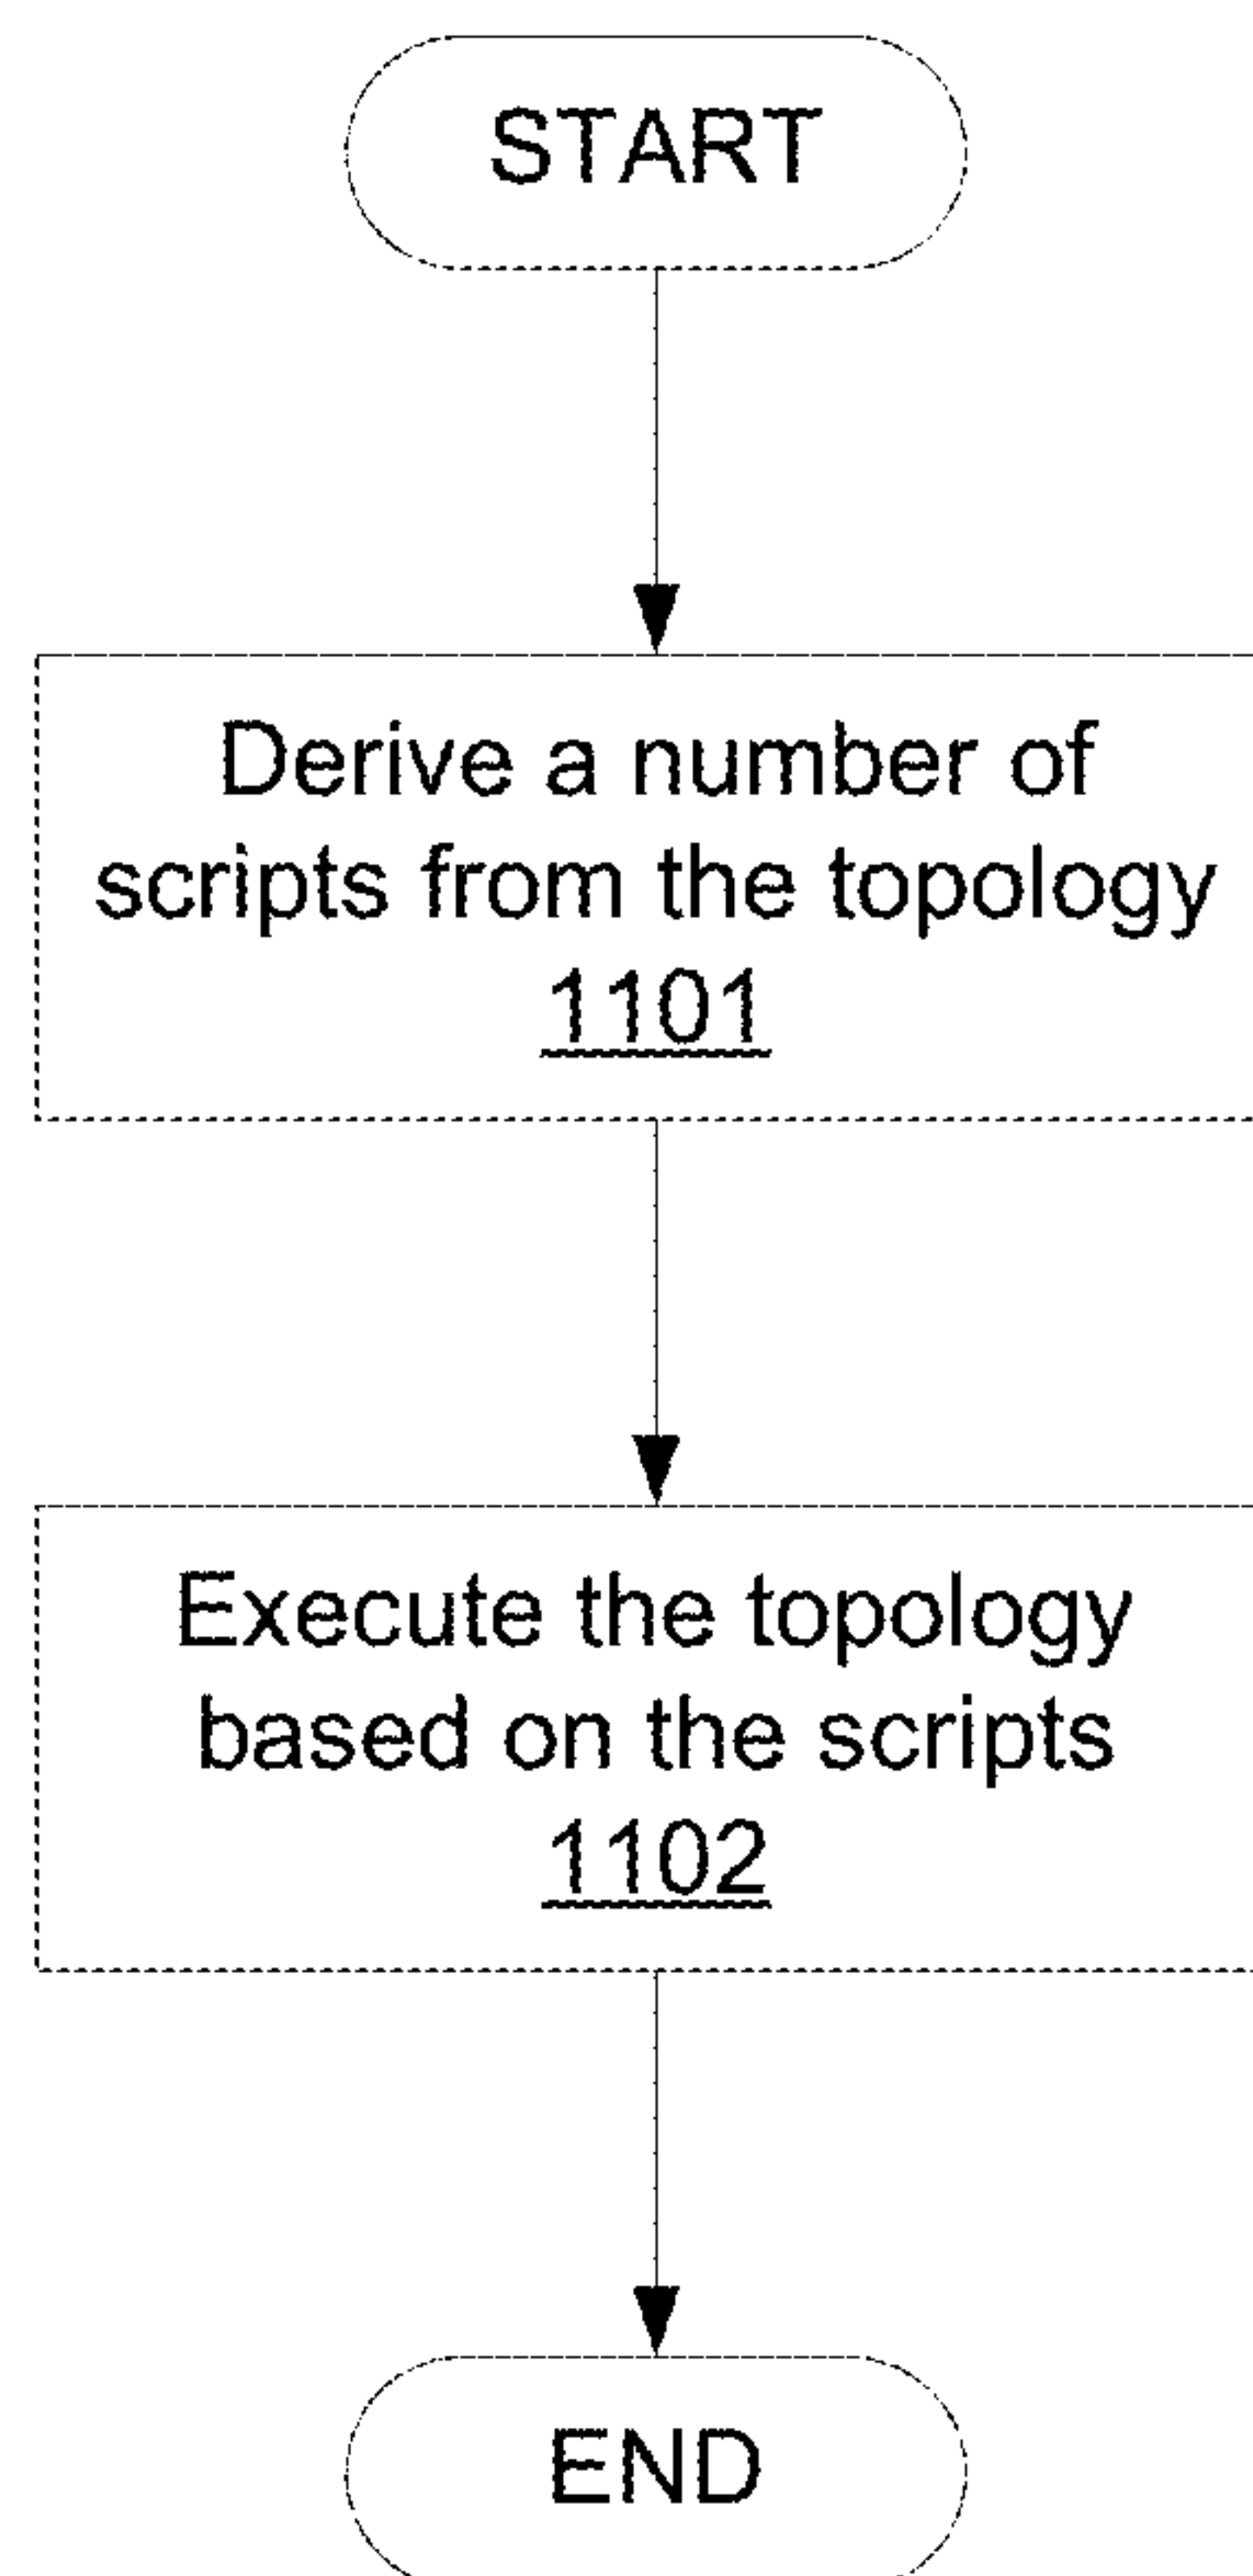 START
Derive a number of
scripts from the topology
1101
Execute the topology
based on the scripts
1102
END